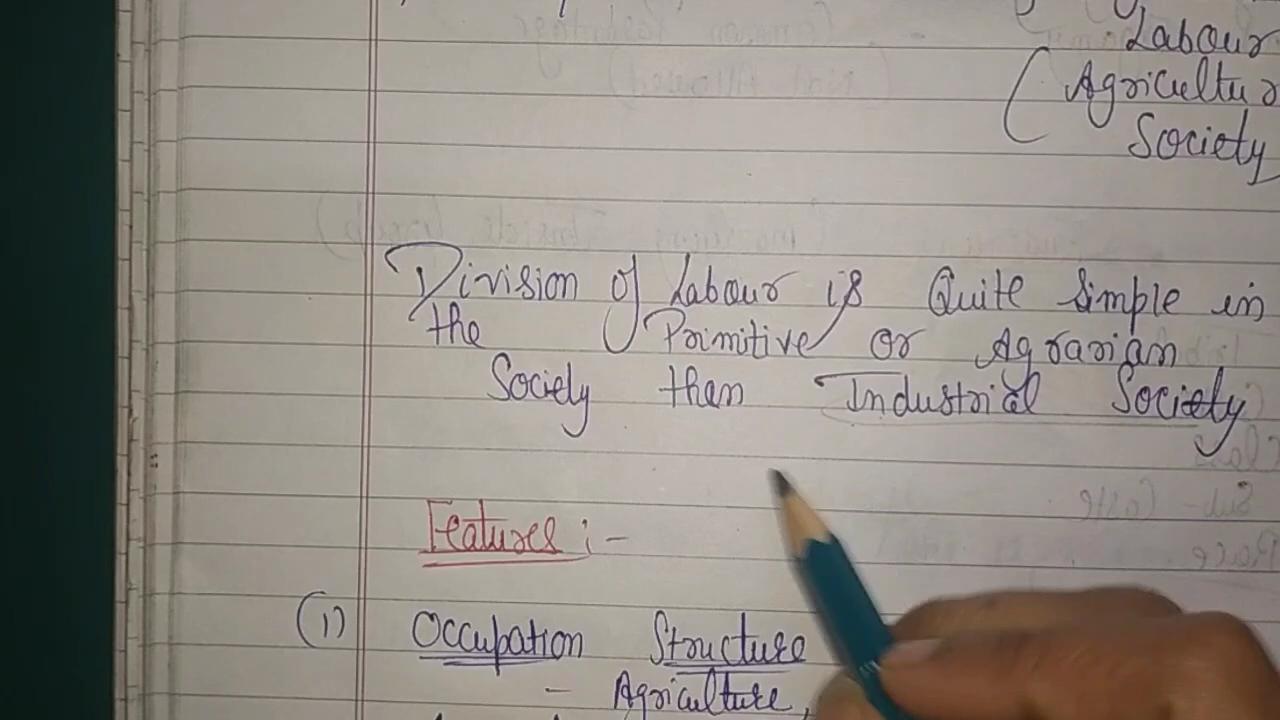 Labour
(Agricultur
Society
Division of Labour is Quite Simple in
the Primitive or Agrarian
Society then Industrial Society
Features :-
(1) Occupation Structure
- Agriculture,